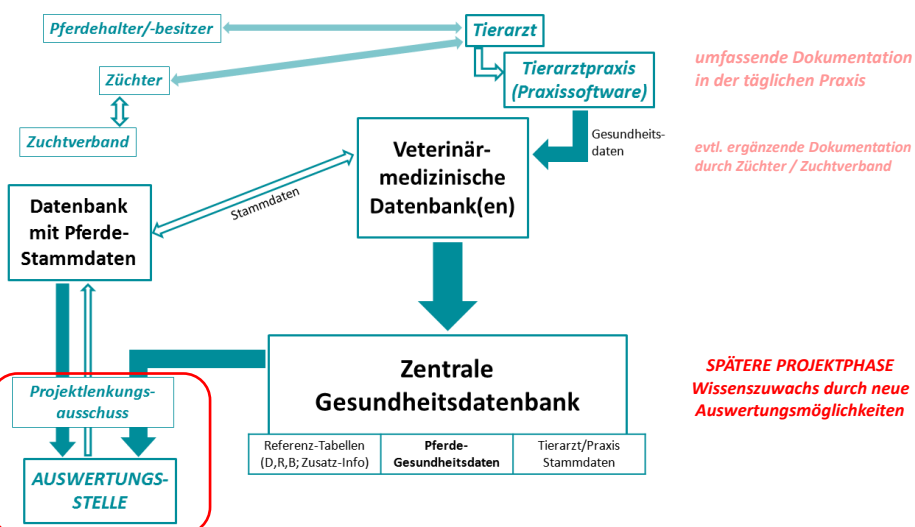 Pferdehalter/-besitzer
Tierarzt
Züchter
Tierarztpraxis
(Praxissoftware)
umfassende Dokumentation
in der täglichen Praxis
Zuchtverband
Gesundheits-
daten
evtl. ergänzende Dokumentation
durch Züchter / Zuchtverband
Veterinär-
medizinische
Datenbank(en)
Stammdaten
Datenbank
mit Pferde-
Stammdaten
Zentrale
Gesundheitsdatenbank
SPÄTERE PROJEKTPHASE
Wissenszuwachs durch neue
Auswertungsmöglichkeiten
Projektlenkungs-
ausschuss
Referenz-Tabellen
(D,R,B; Zusatz-Info)
Pferde-
Gesundheitsdaten
Tierarzt/Praxis
Stammdaten
AUSWERTUNGS-
STELLE